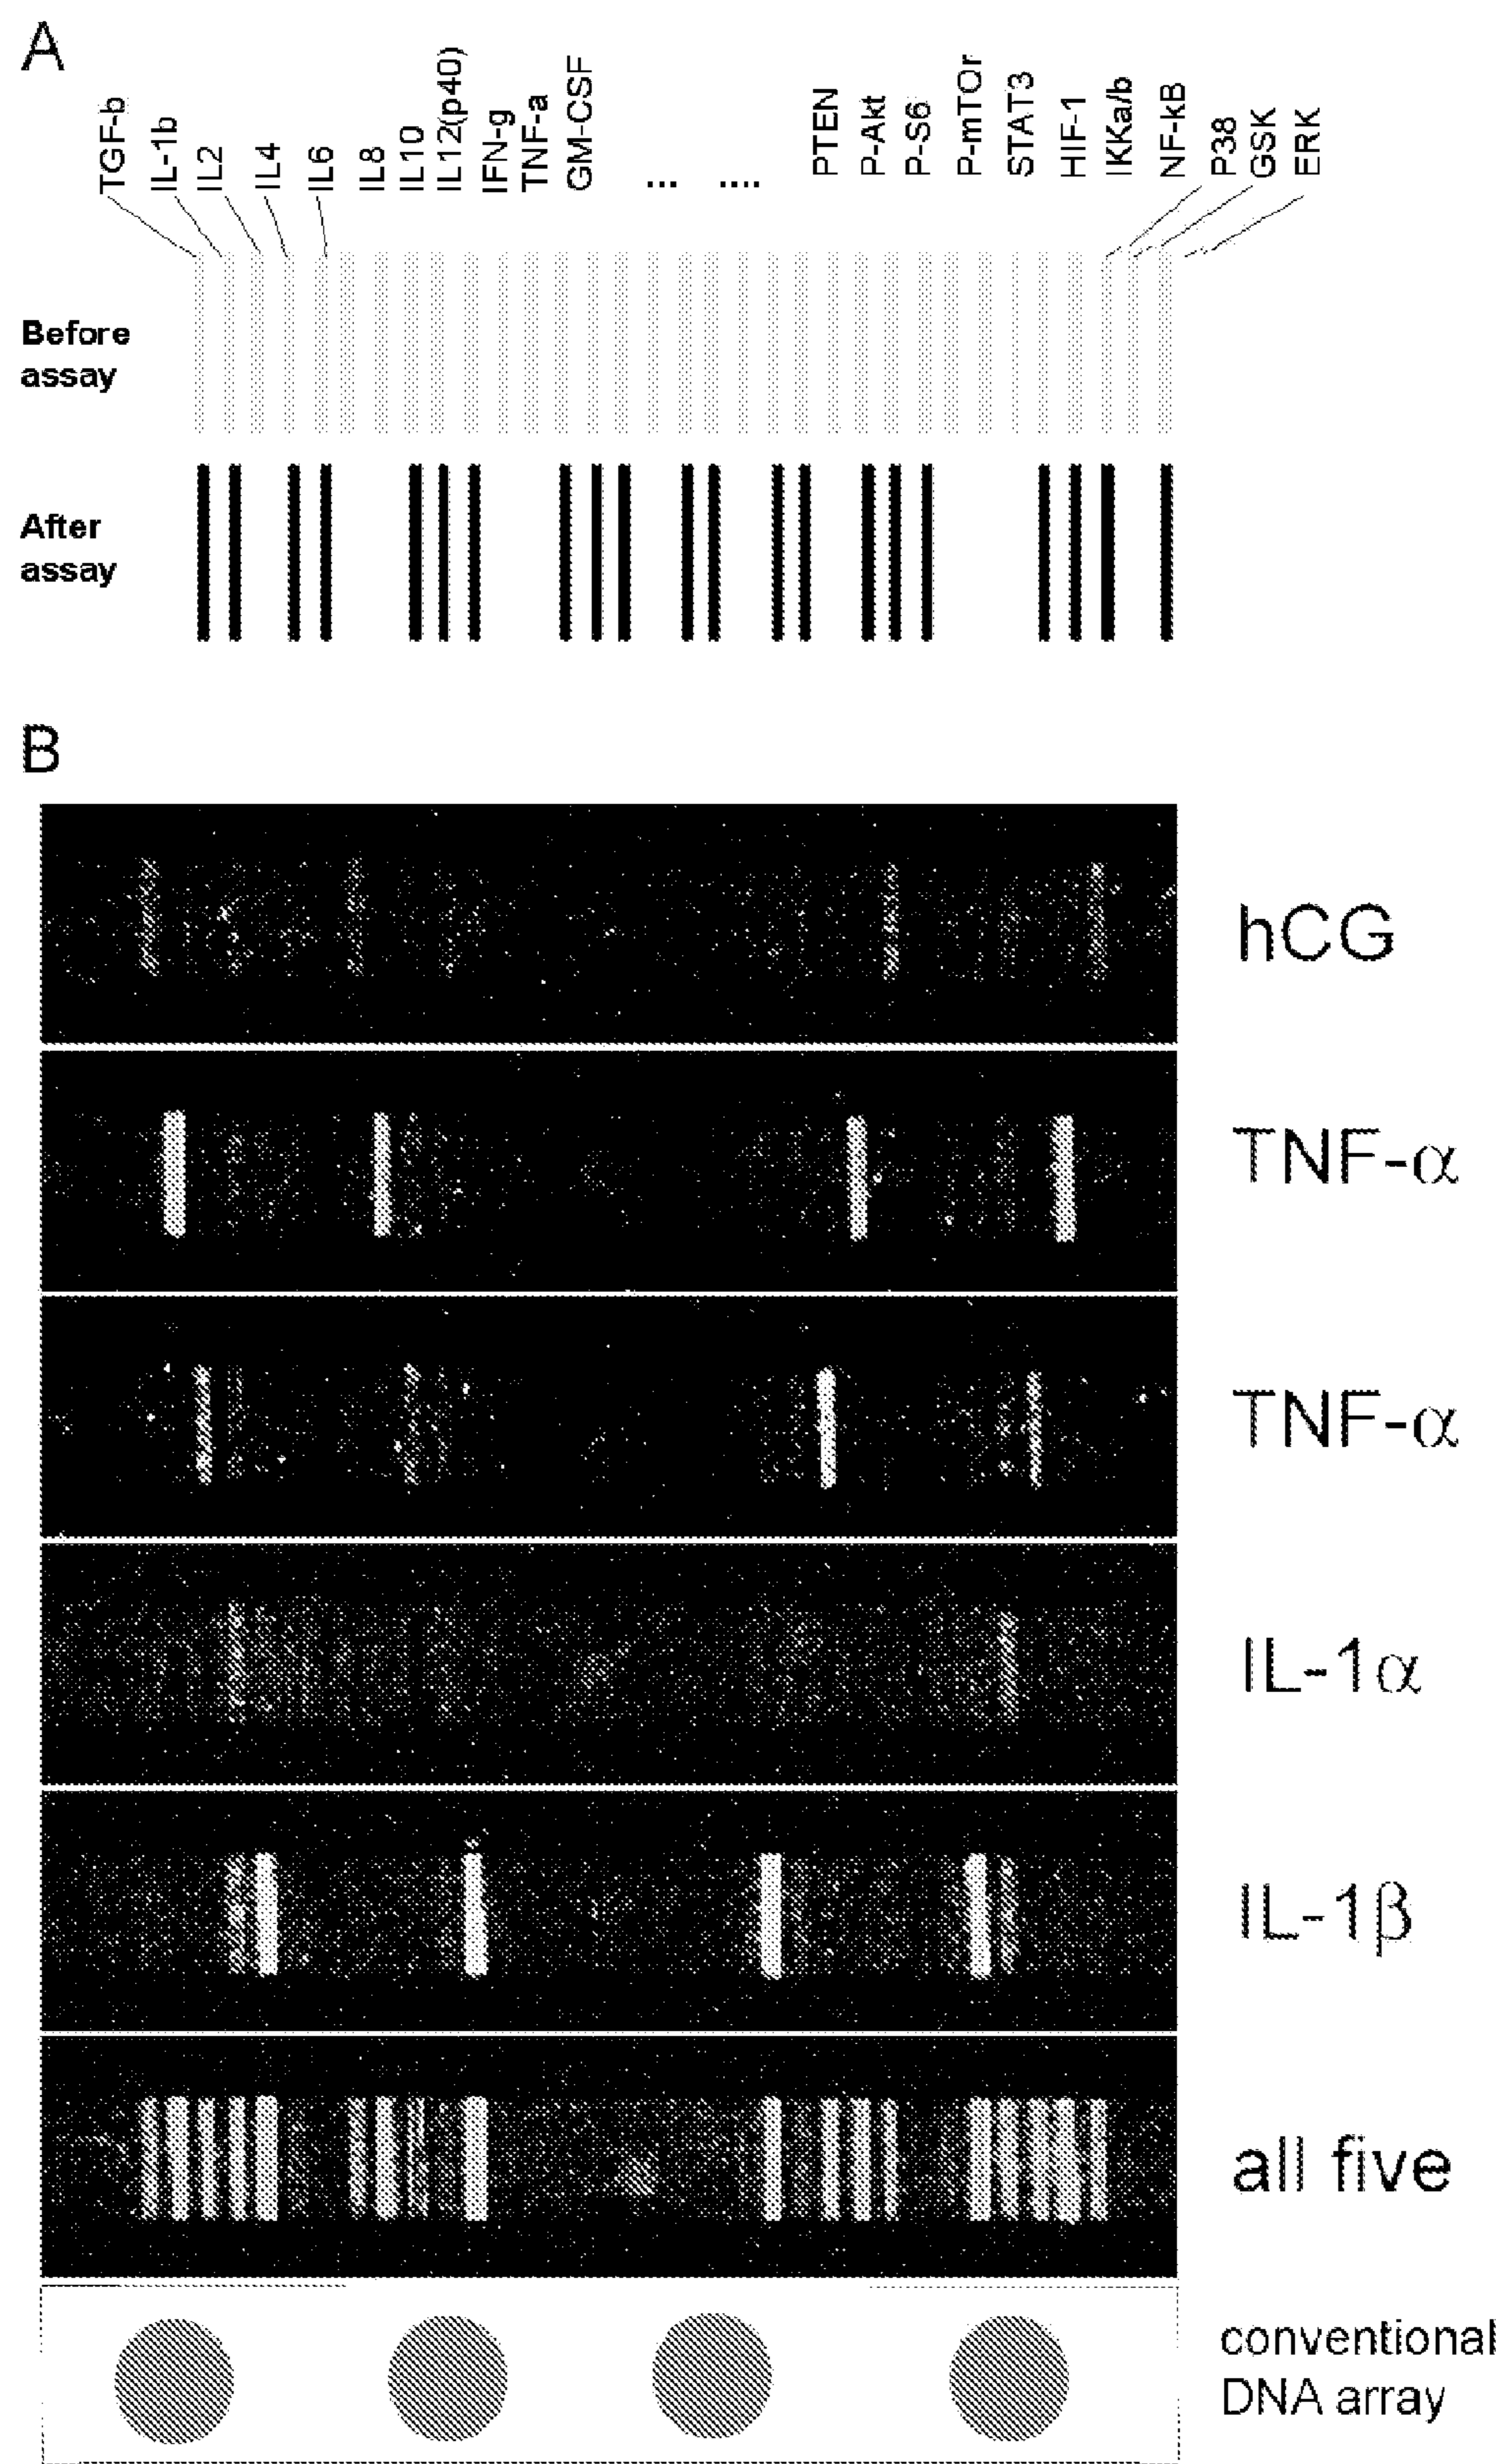 A
TGF-b
IL-1b
IL2
IL4
IL6
IL8
IL10
IL12(p40)
IFN-g
TNF-a
GM-CSF
...
....
PTEN
P-Akt
P-S6
P-mTOr
STAT3
HIF-1
IKKa/b
NF-kB
P38
GSK
ERK
Before
assay
After
assay
B
hCG
TNF-α
TNF-α
IL-1α
IL-1β
all five
conventional
DNA array